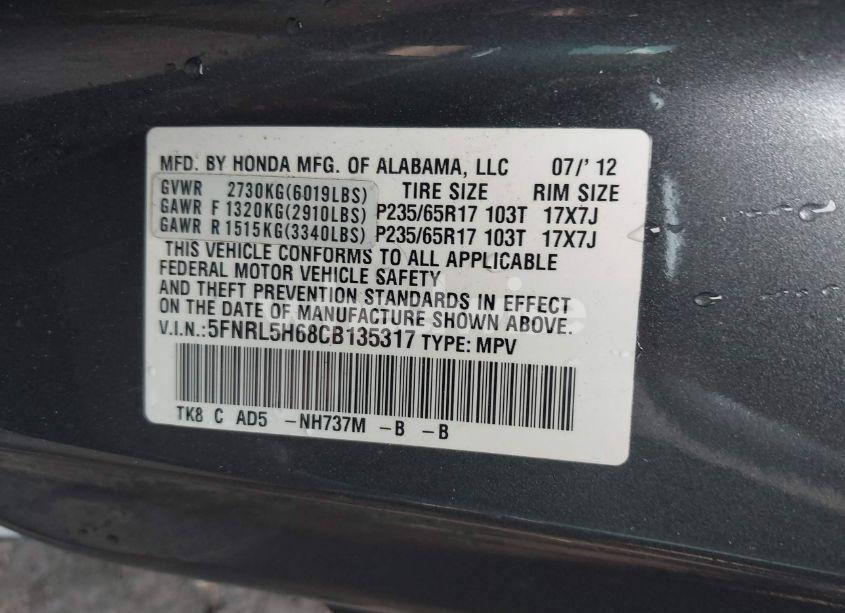 MFD. BY HONDA MFG. OF ALABAMA, LLC 07/' 12
GVWR 2730KG(6019LBS) TIRE SIZE RIM SIZE
GAWR F 1320KG(2910LBS) P235/65R17 103T 17X7J
GAWR R 1515KG(3340LBS) P235/65R17 103T 17X7J
THIS VEHICLE CONFORMS TO ALL APPLICABLE
FEDERAL MOTOR VEHICLE SAFETY
AND THEFT PREVENTION STANDARDS IN EFFECT
ON THE DATE OF MANUFACTURE SHOWN ABOVE.
V.I.N.:5FNRL5H68CB135317 TYPE: MPV
TK8 C AD5 -NH737M -B -B